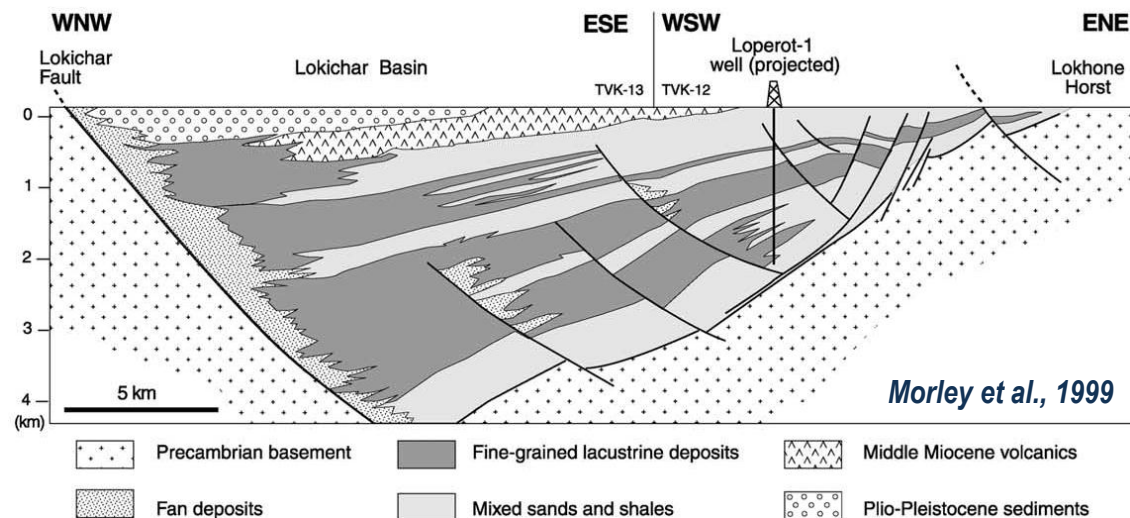 WNW
ESE
WSW
ENE
Lokichar
Fault
Lokichar Basin
Loperot-1
well (projected)
Lokhone
Horst
TVK-13
TVK-12
0
1
2
3
4
(km)
5 km
Morley et al., 1999
Precambrian basement
Fine-grained lacustrine deposits
Middle Miocene volcanics
Fan deposits
Mixed sands and shales
Plio-Pleistocene sediments